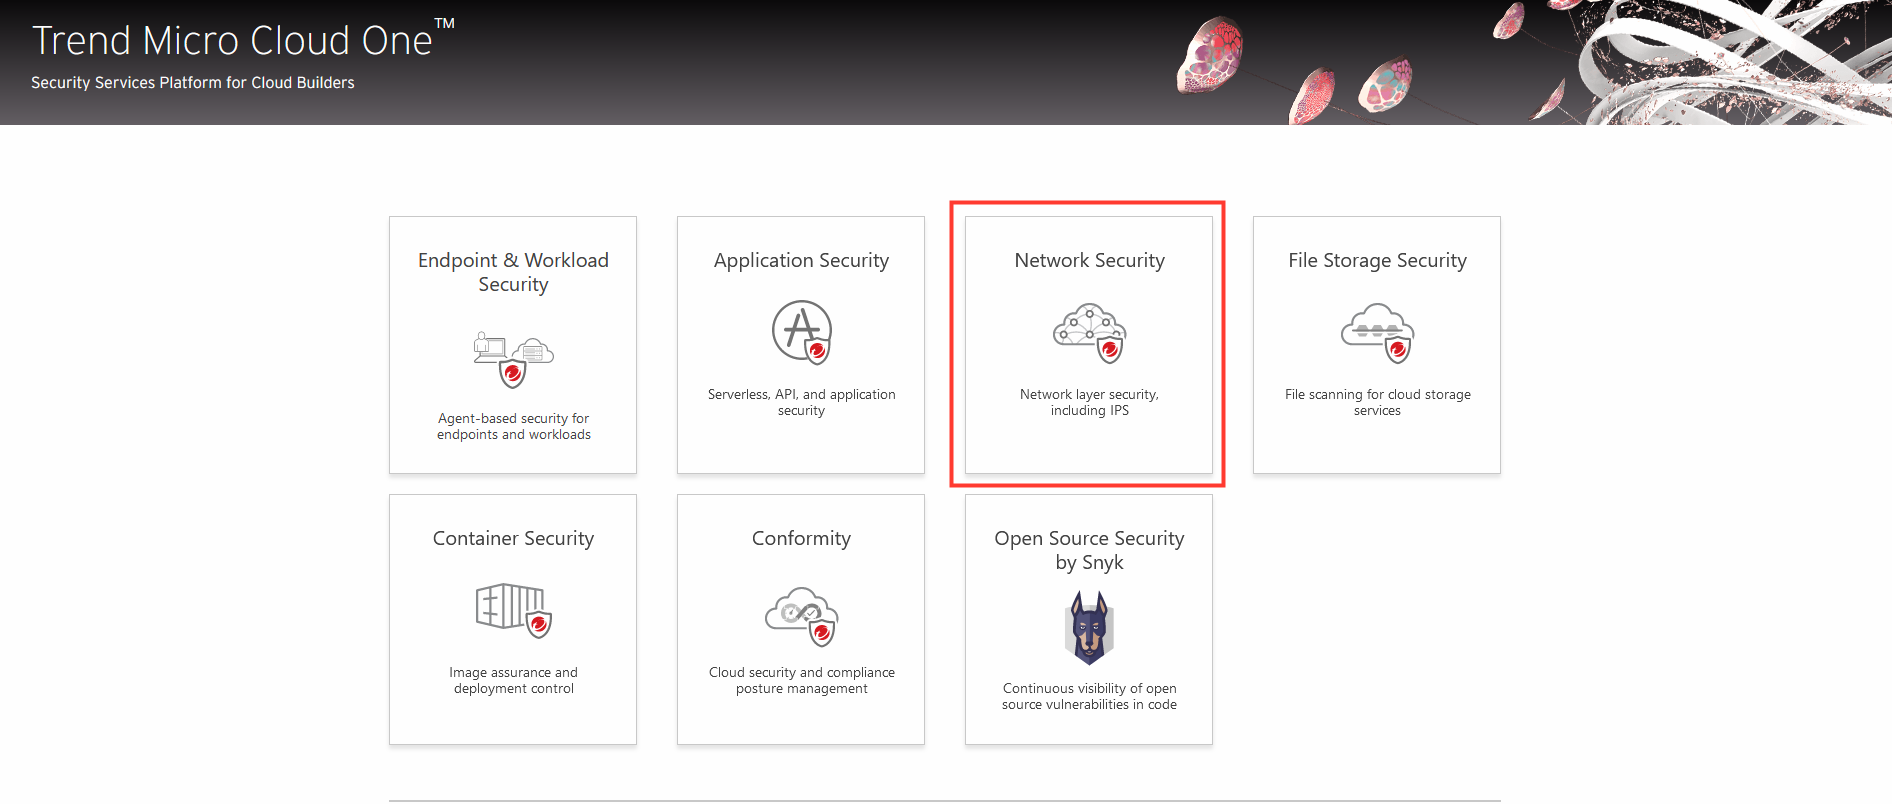 Trend Micro Cloud One™
Security Services Platform for Cloud Builders
Endpoint & Workload
Security
Agent-based security for
endpoints and workloads
Application Security
Serverless, API, and application
security
Network Security
Network layer security,
including IPS
File Storage Security
File scanning for cloud storage
services
Container Security
Image assurance and
deployment control
Conformity
Cloud security and compliance
posture management
Open Source Security
by Snyk
Continuous visibility of open
source vulnerabilities in code